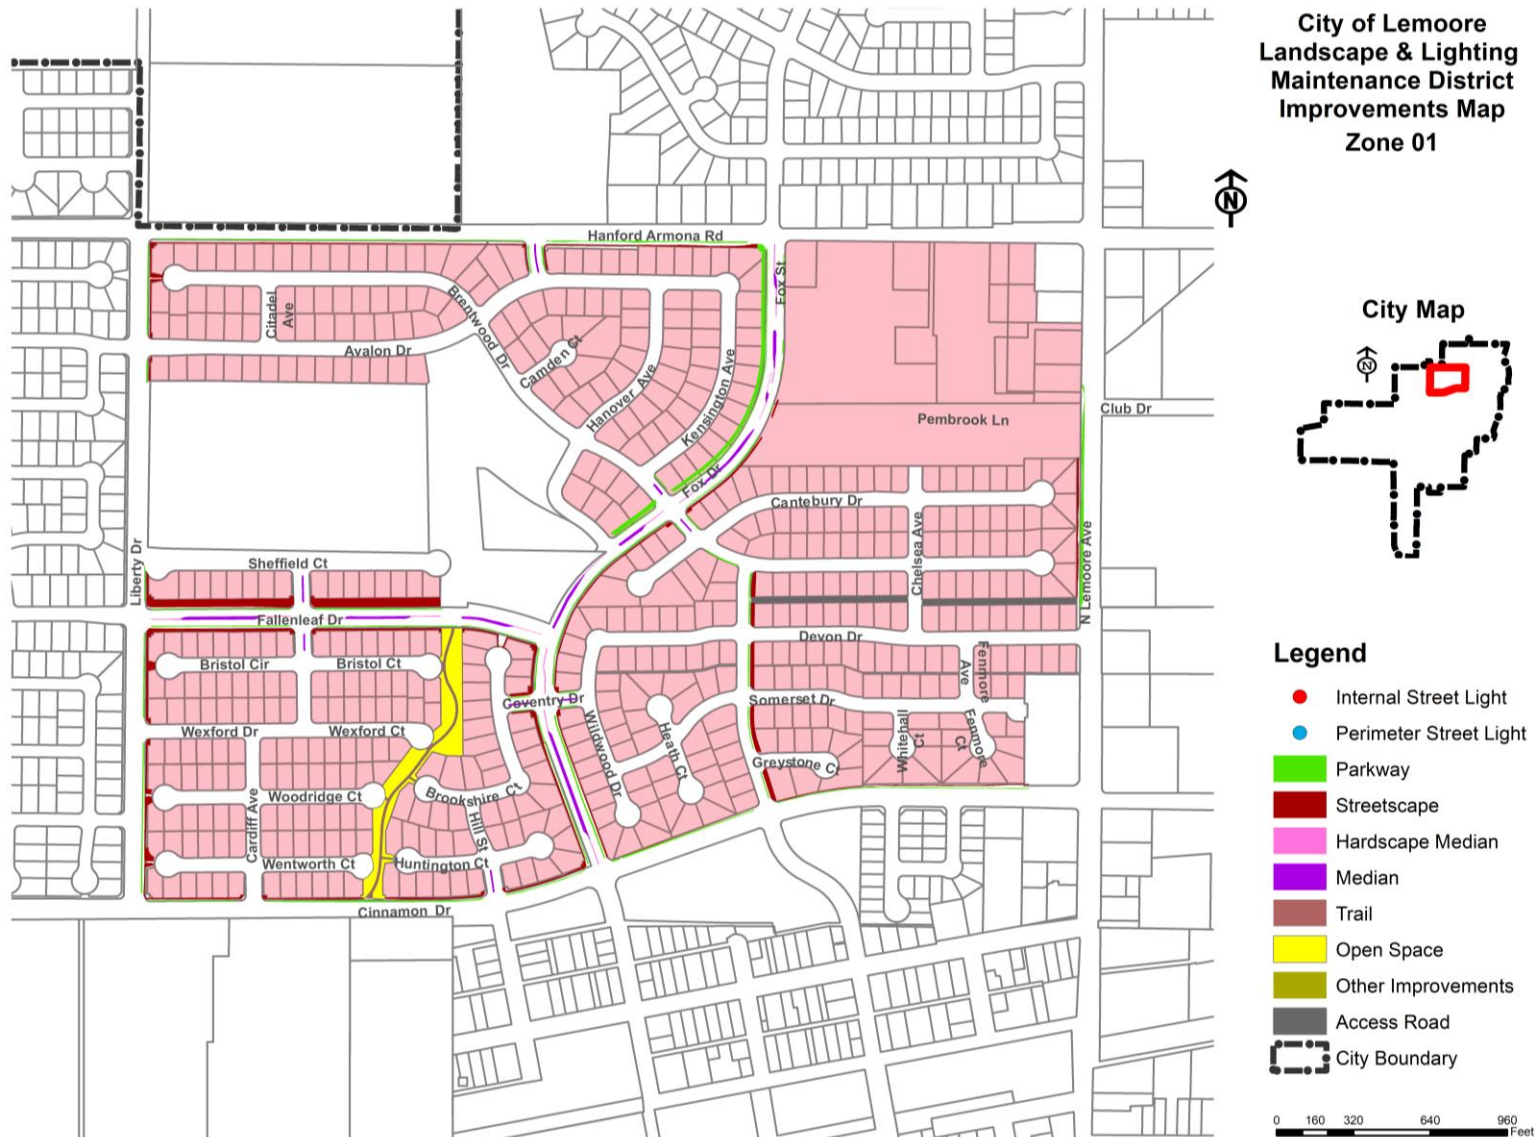 City of Lemoore
Landscape & Lighting
Maintenance District
Improvements Map
Zone 01
N
City Map
N
Hanford Armona Rd
Fox St
Citadel
Ave
Brentwood Dr
Avalon Dr
Camden Ct
Hanover Ave
Kensington Ave
Pembrook Ln
Club Dr
Fox Dr
Cantebury Dr
Chelsea Ave
N Lemoore Ave
Liberty Dr
Sheffield Ct
Fallenleaf Dr
Devon Dr
Bristol Cir
Bristol Ct
Fenmore
Ave
Coventry Dr
Somerset Dr
Wexford Dr
Wexford Ct
Wildwood Dr
Heath Ct
Whitehall
Ct
Fenmore
Ct
Greystone Ct
Woodridge Ct
Brookshire Ct
Cardiff Ave
Hill St
Wentworth Ct
Huntington Ct
Cinnamon Dr
Legend
Internal Street Light
Perimeter Street Light
Parkway
Streetscape
Hardscape Median
Median
Trail
Open Space
Other Improvements
Access Road
City Boundary
0 160 320 640 960
Feet